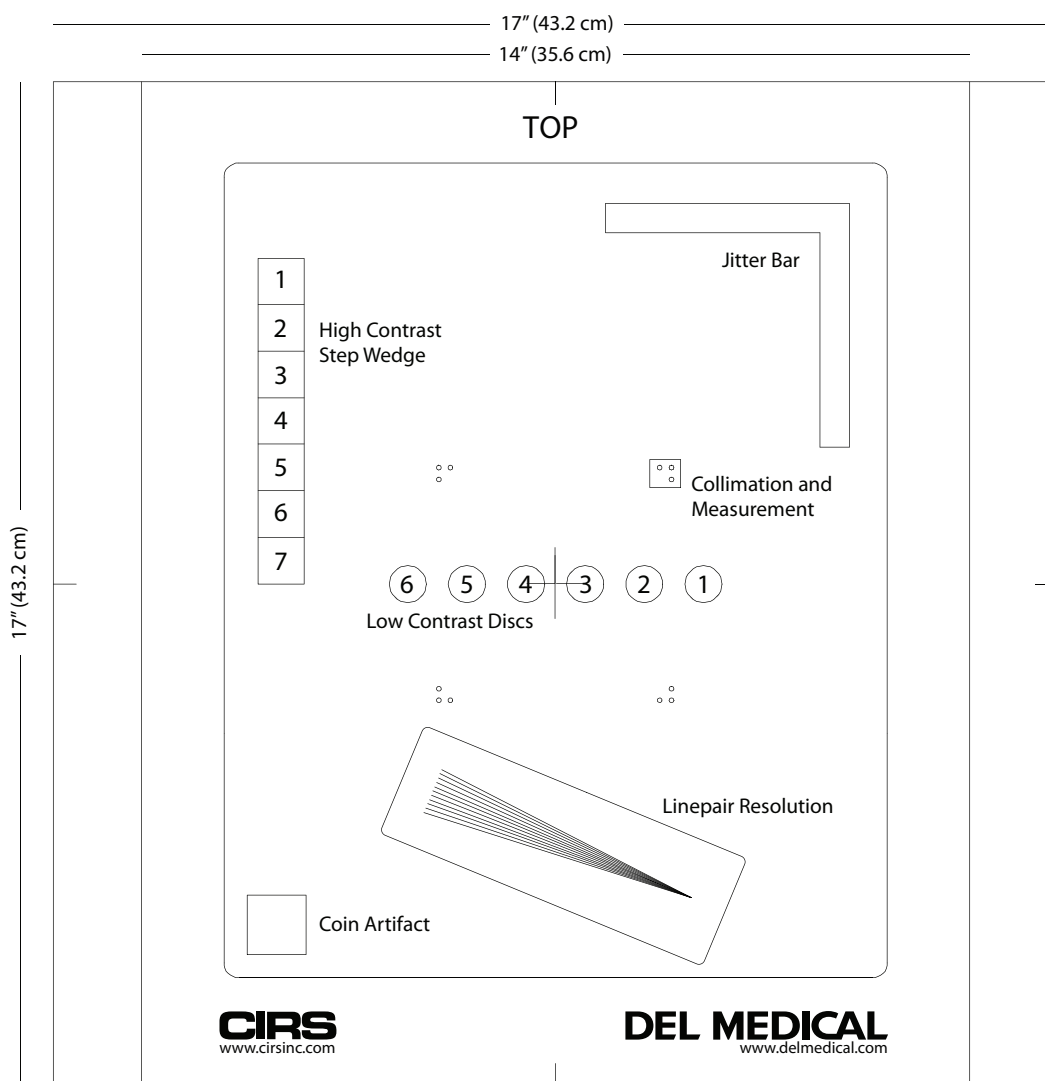 17” (43.2 cm)
14” (35.6 cm)
17” (43.2 cm)
TOP
Jitter Bar
1
2
3
4
5
6
7
High Contrast
Step Wedge
Collimation and
Measurement
6 5 4 3 2 1
Low Contrast Discs
Linepair Resolution
Coin Artifact
CIRS
www.cirsinc.com
DEL MEDICAL
www.delmedical.com